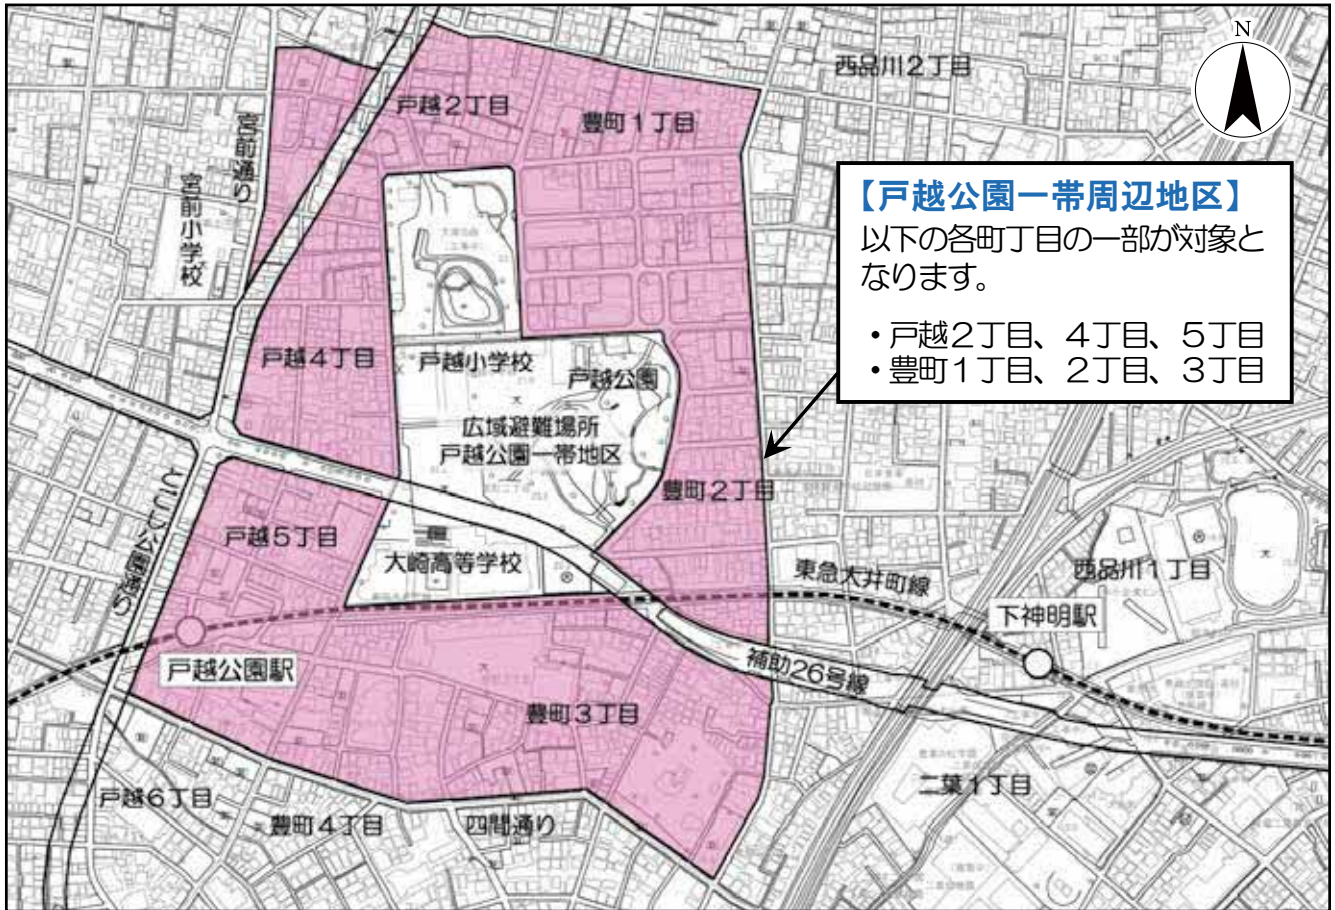 N
西品川2丁目
戸越2丁目
豊町1丁目
宮前通り
宮前小学校
【戸越公園一帯周辺地区】
以下の各町丁目の一部が対象と
なります。
・戸越2丁目、4丁目、5丁目
・豊町1丁目、2丁目、3丁目
戸越4丁目
戸越小学校
戸越公園
広域避難場所
戸越公園一帯地区
豊町2丁目
とごし公園通り
戸越5丁目
大崎高等学校
東急大井町線
西品川1丁目
下神明駅
戸越公園駅
補助26号線
豊町3丁目
戸越6丁目
豊町4丁目
四間通り
二葉1丁目